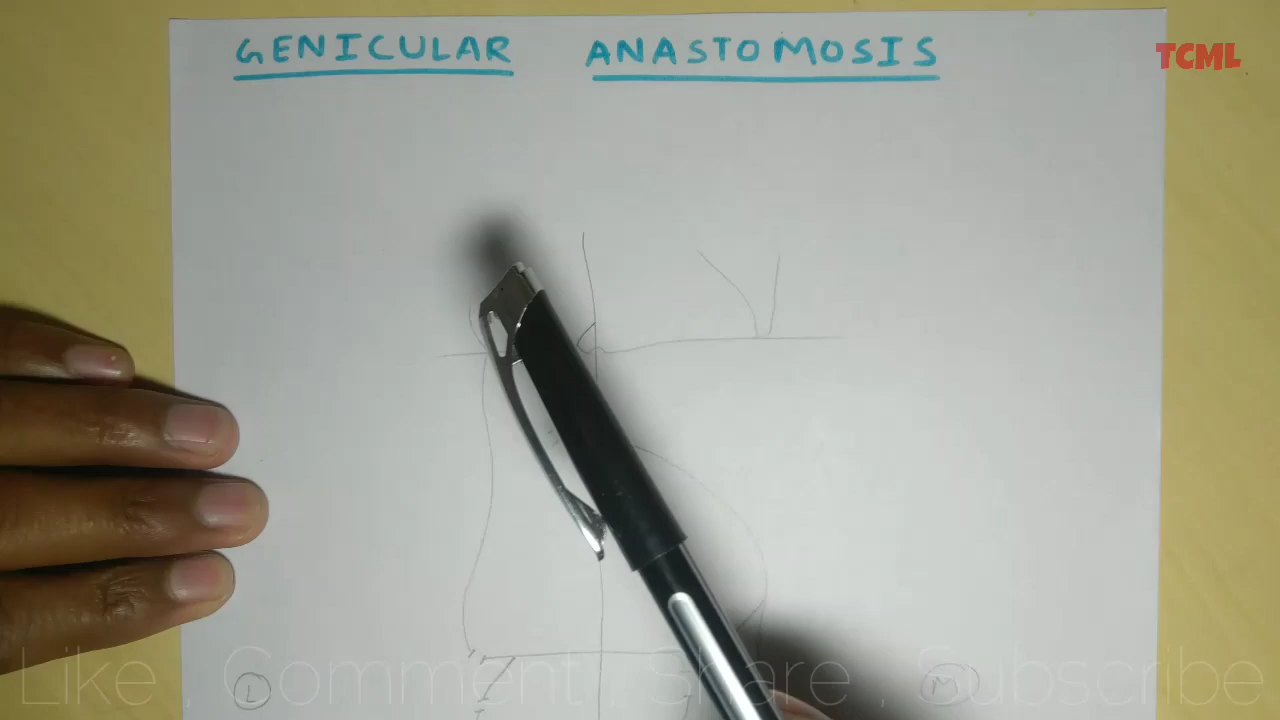 GENICULAR ANASTOMOSIS
TCML
Like , Comment , Share , Subscribe
L
M